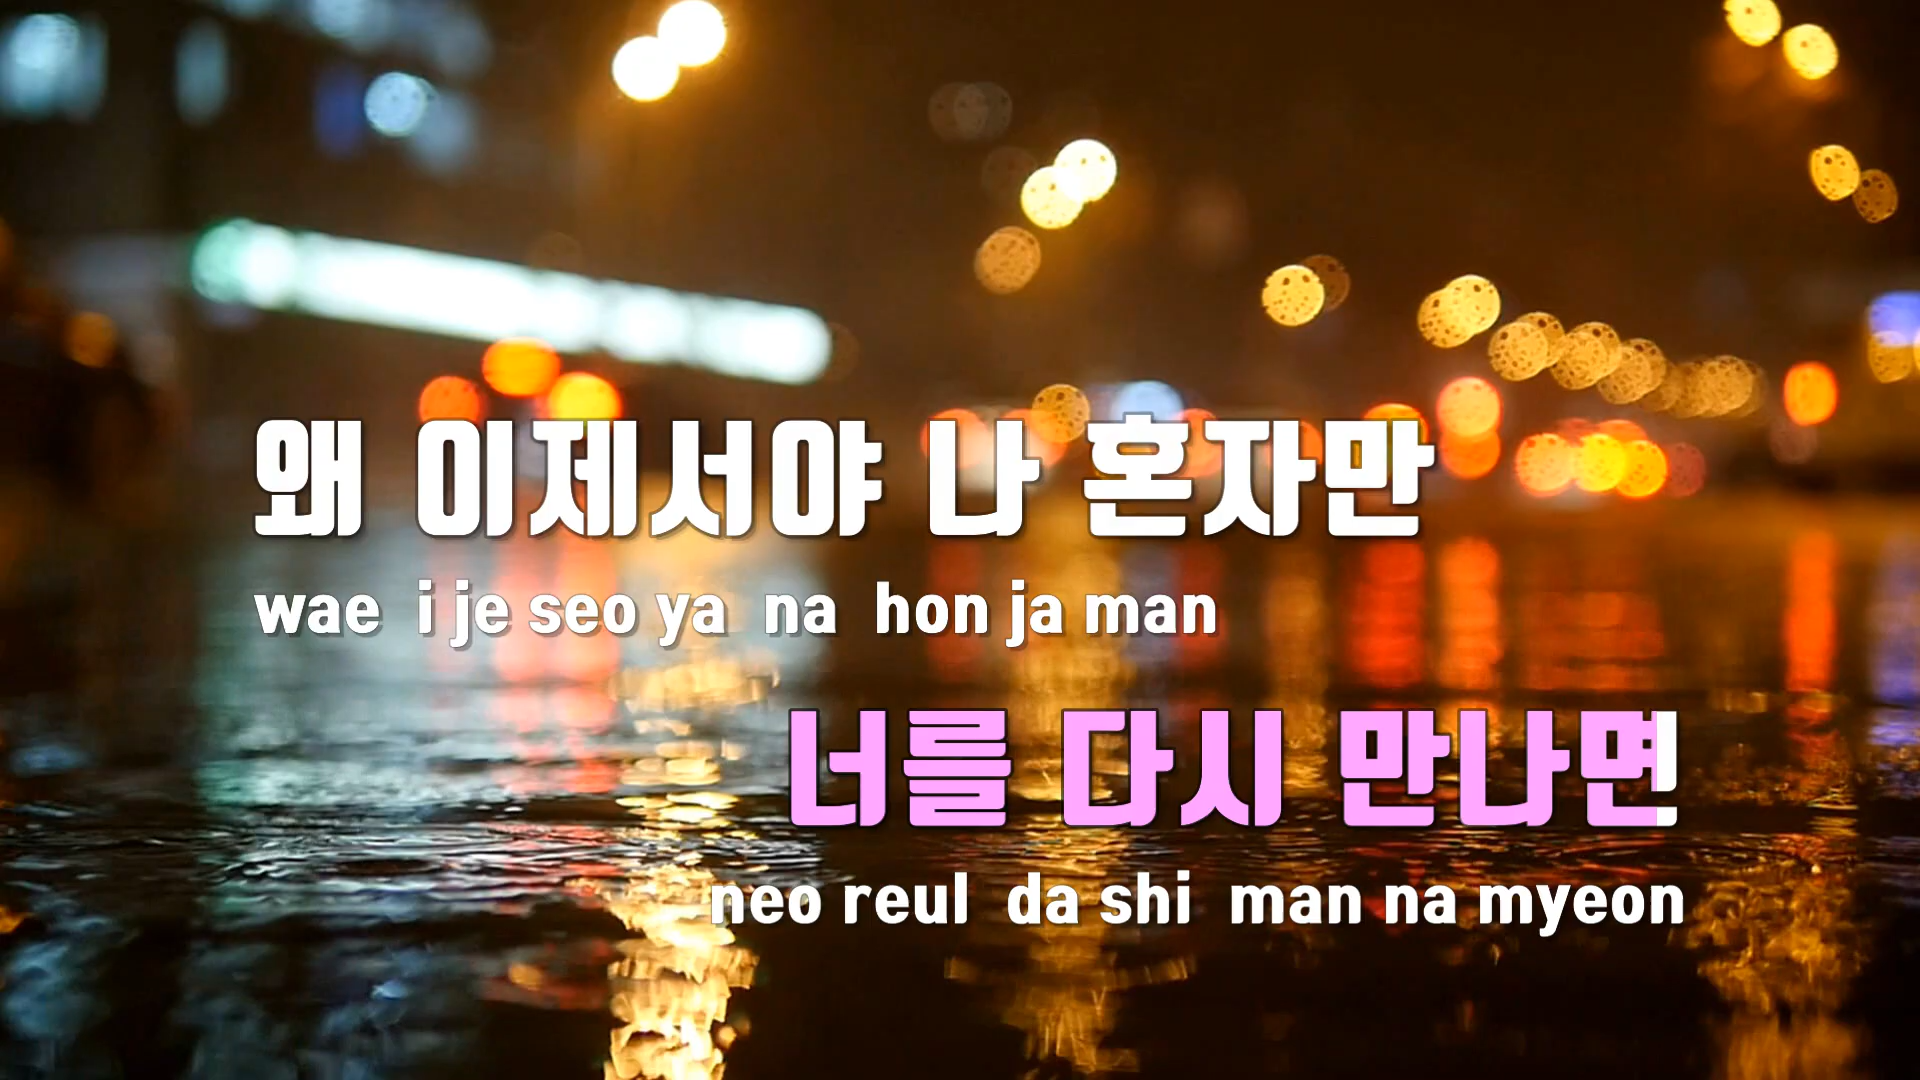 왜 이제서야 나 혼자만
wae i je seo ya na hon ja man
너를 다시 만나면
neo reul da shi man na myeon